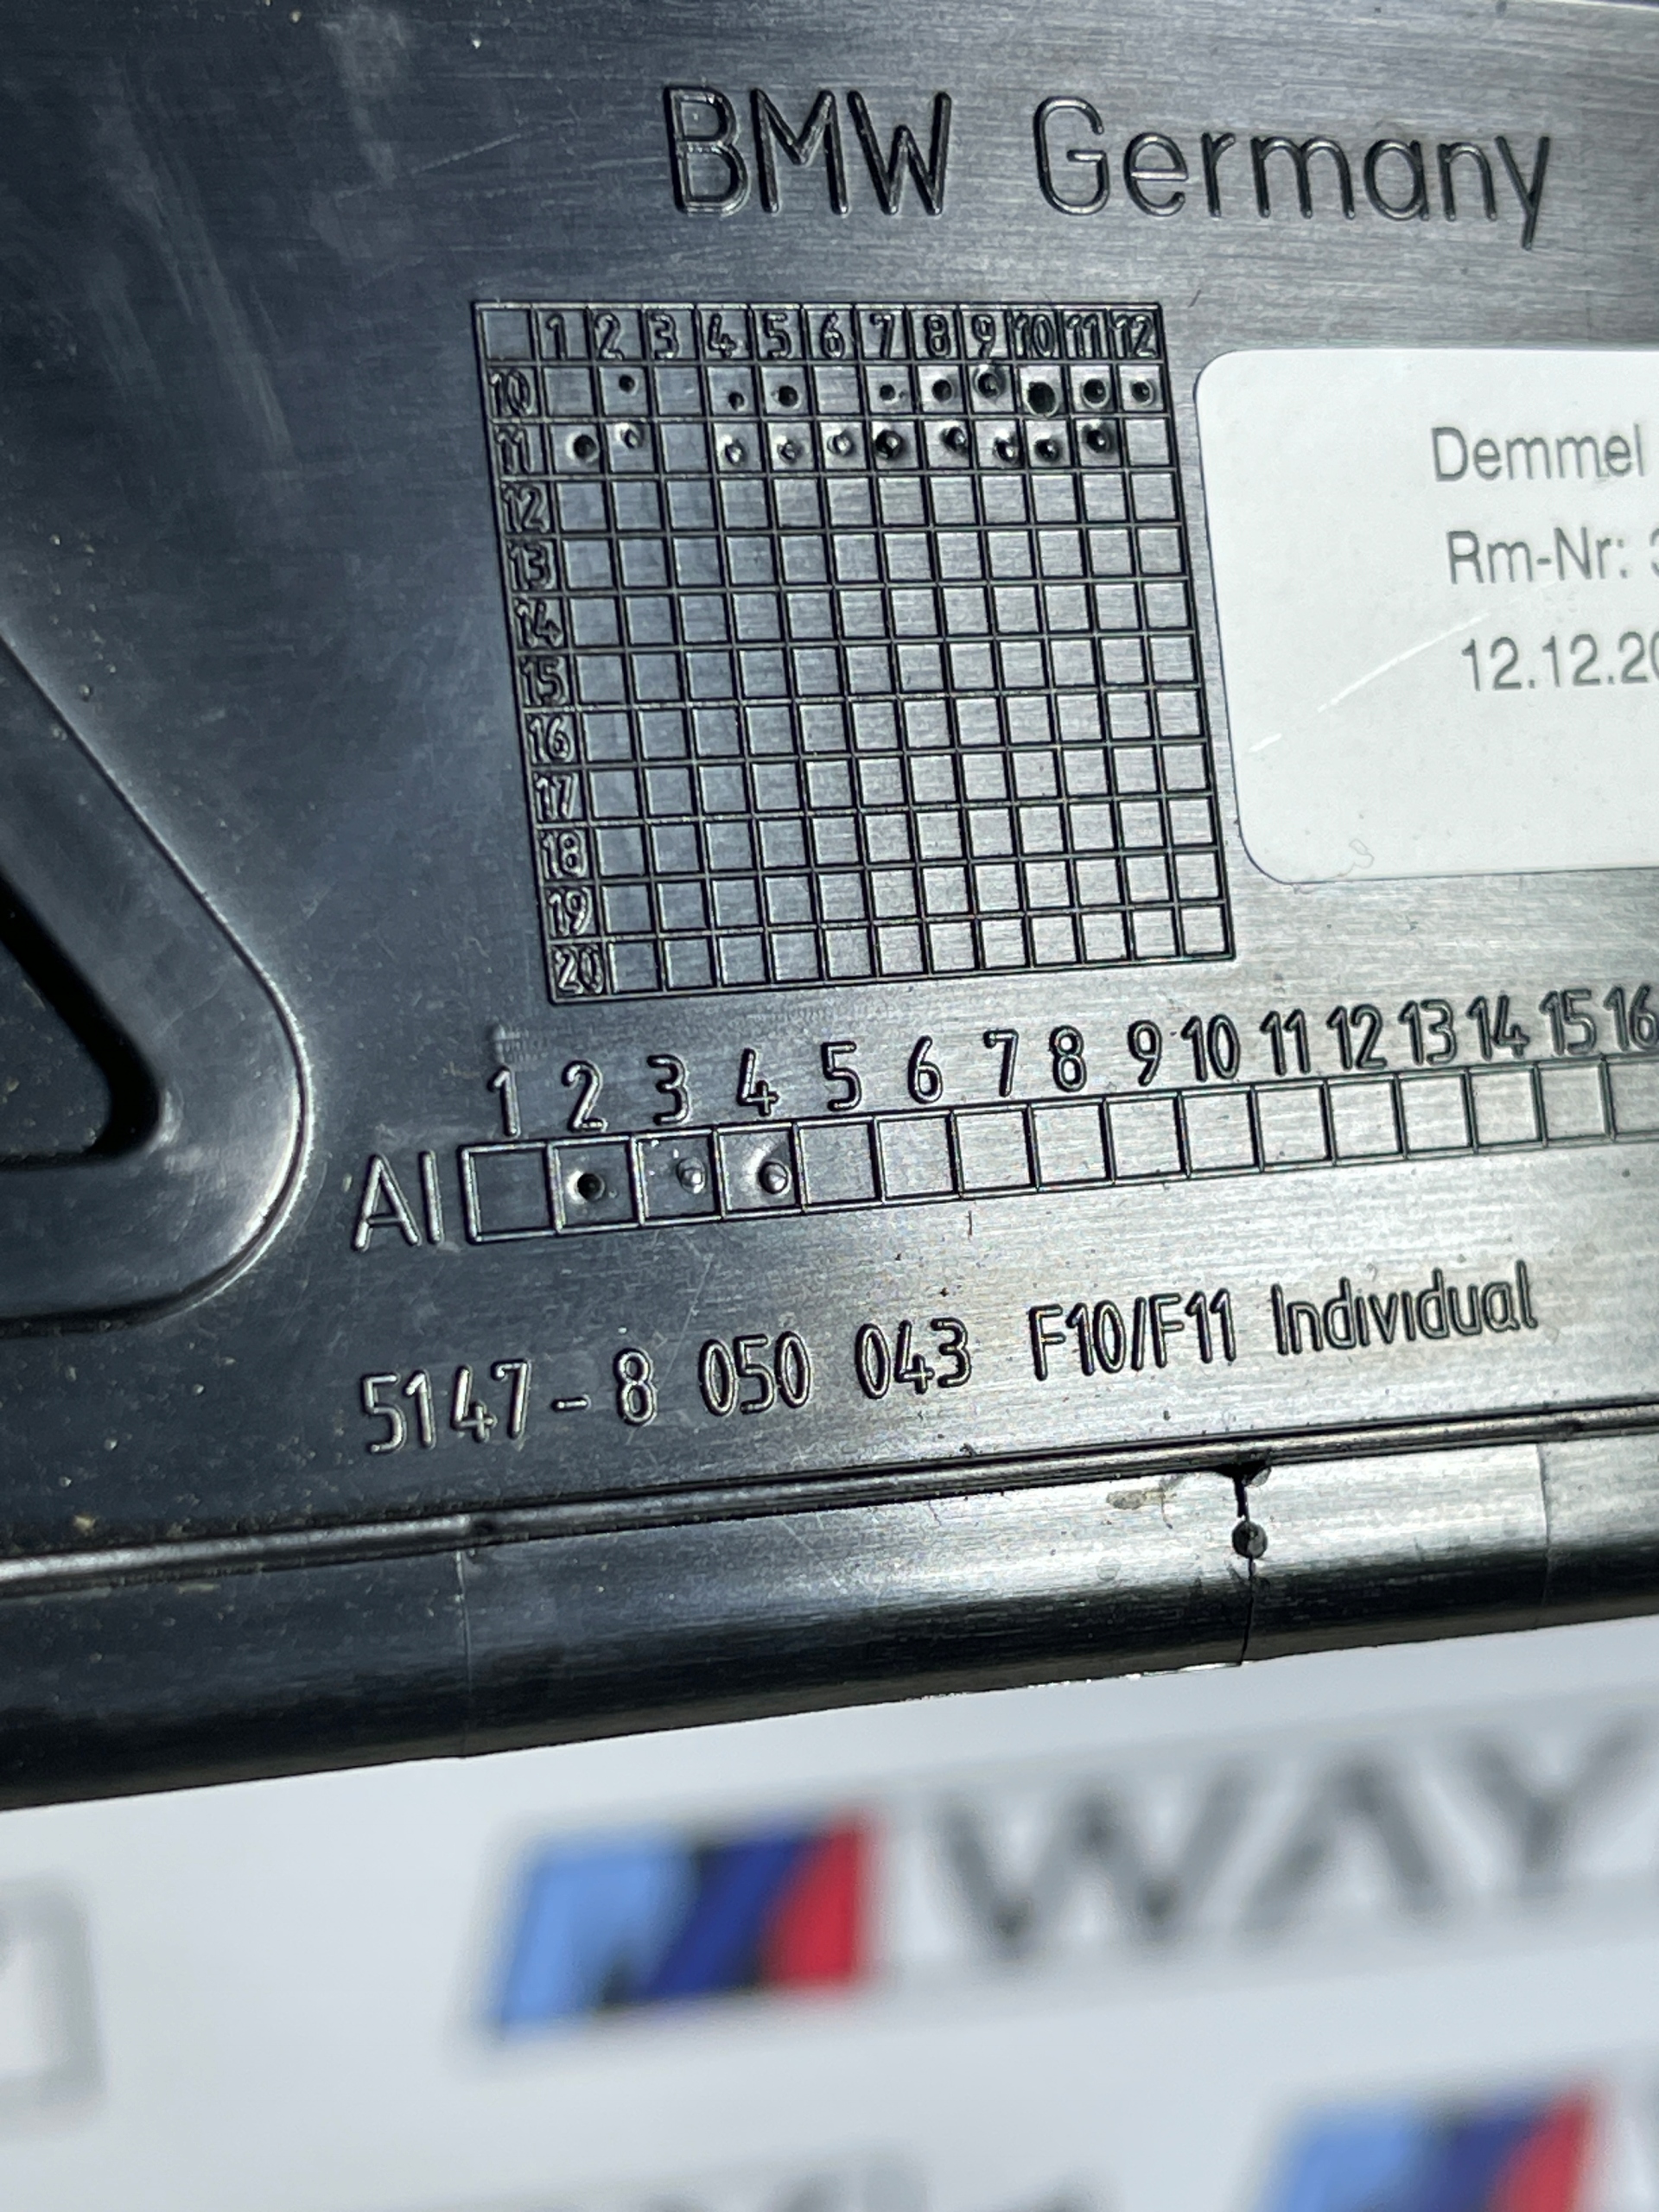 BMW Germany
1 2 3 4 5 6 7 8 9 10 11 12
10
11
12
13
14
15
16
17
18
19
20
Demmel
Rm-Nr:
12.12.20
1 2 3 4 5 6 7 8 9 10 11 12 13 14 15 16
AI
5147-8 050 043 F10/F11 Individual
WAY